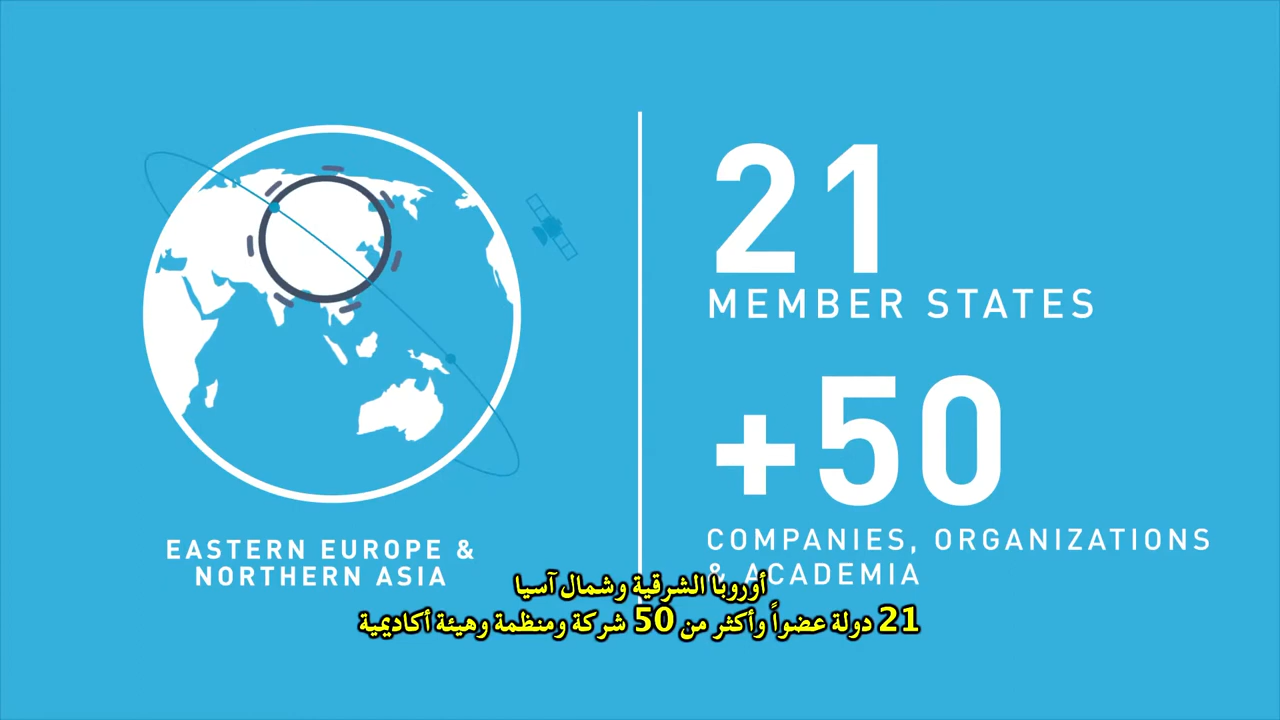 21
MEMBER STATES
+50
COMPANIES, ORGANIZATIONS
& ACADEMIA
EASTERN EUROPE &
NORTHERN ASIA
أوروبا الشرقية وشمال آسيا
21 دولة عضواً وأكثر من 50 شركة ومنظمة وهيئة أكاديمية